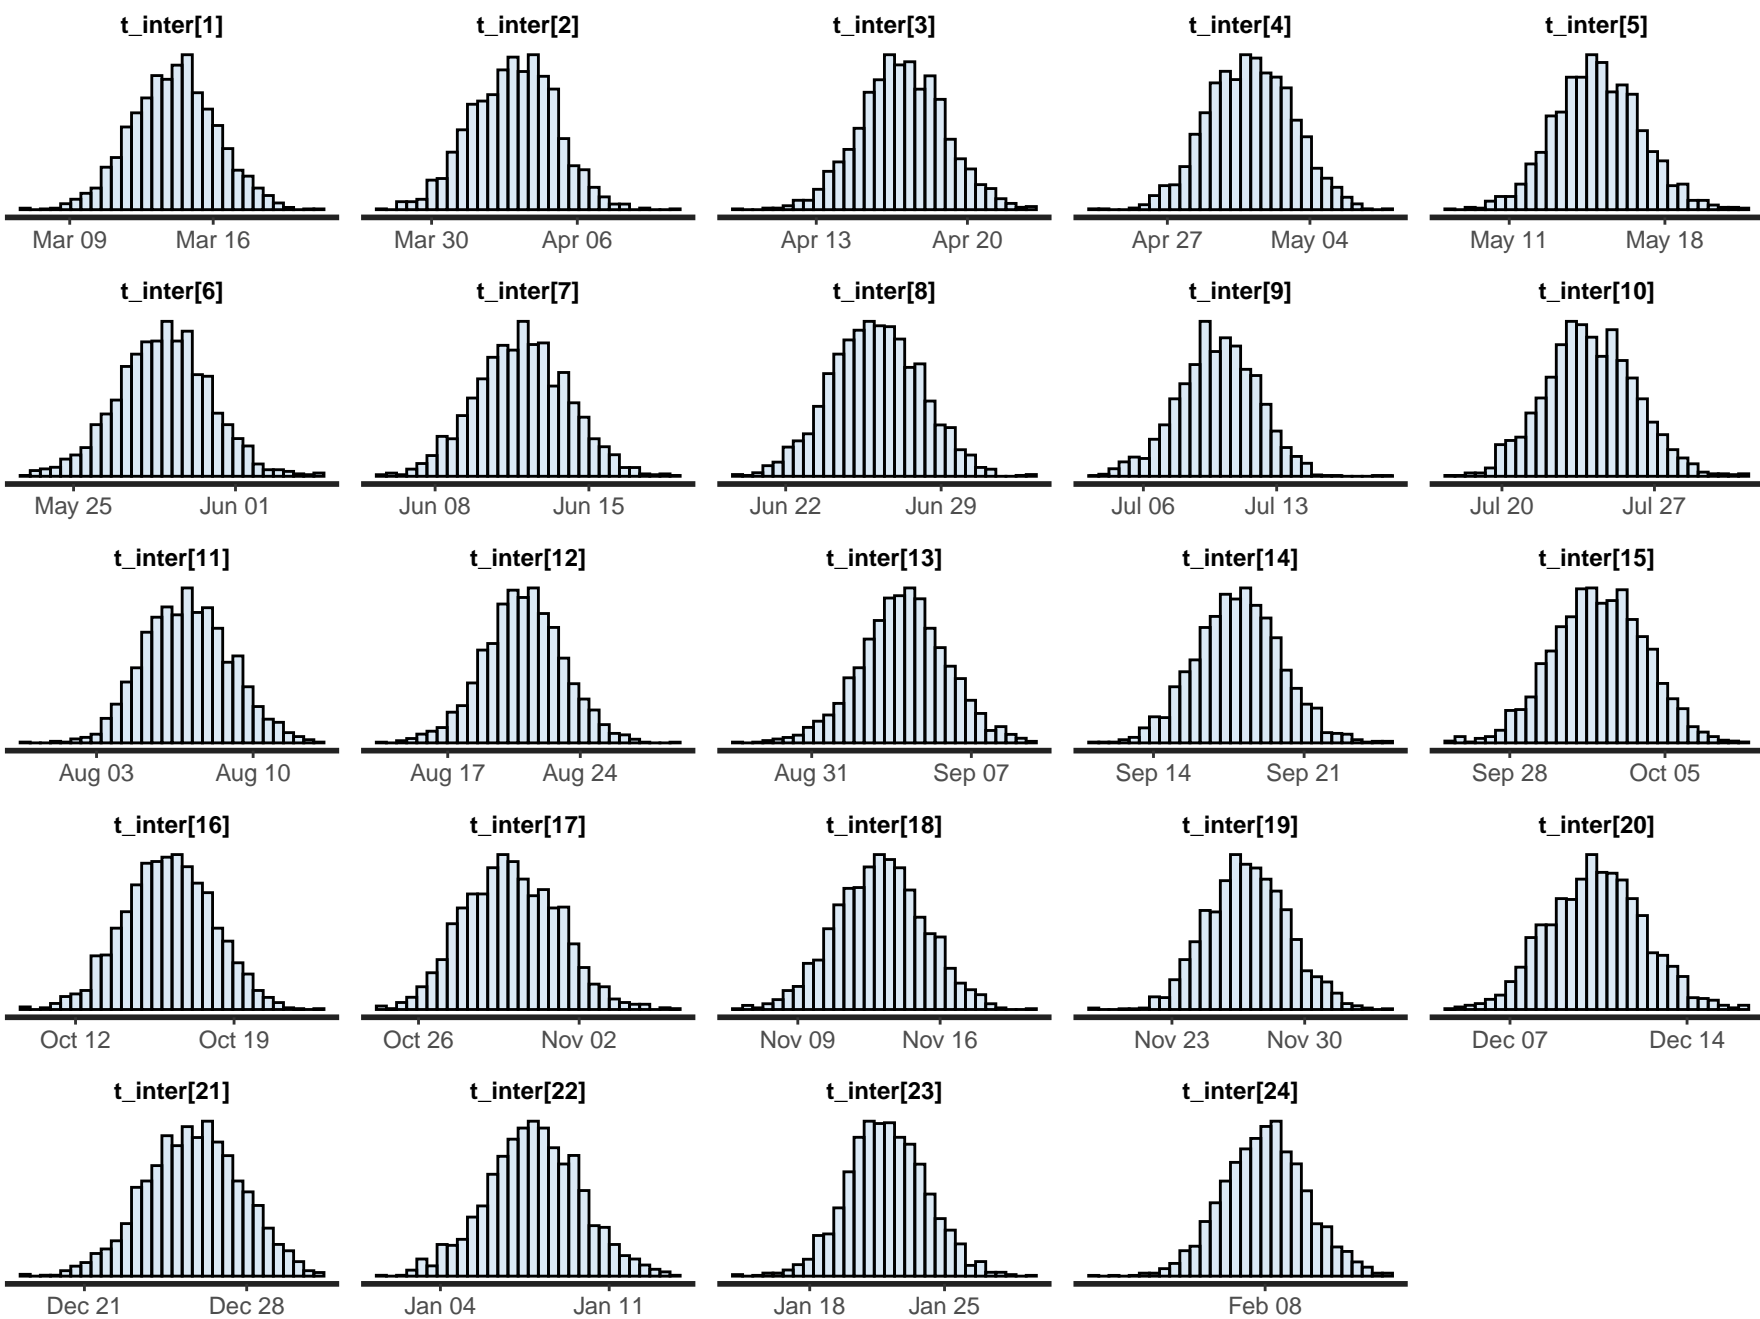 t_inter[1] t_inter[2] t_inter[3] t_inter[4] t_inter[5]
Mar 09 Mar 16 Mar 30 Apr 06 Apr 13 Apr 20 Apr 27 May 04 May 11 May 18
t_inter[6] t_inter[7] t_inter[8] t_inter[9] t_inter[10]
May 25 Jun 01 Jun 08 Jun 15 Jun 22 Jun 29 Jul 06 Jul 13 Jul 20 Jul 27
t_inter[11] t_inter[12] t_inter[13] t_inter[14] t_inter[15]
Aug 03 Aug 10 Aug 17 Aug 24 Aug 31 Sep 07 Sep 14 Sep 21 Sep 28 Oct 05
t_inter[16] t_inter[17] t_inter[18] t_inter[19] t_inter[20]
Oct 12 Oct 19 Oct 26 Nov 02 Nov 09 Nov 16 Nov 23 Nov 30 Dec 07 Dec 14
t_inter[21] t_inter[22] t_inter[23] t_inter[24]
Dec 21 Dec 28 Jan 04 Jan 11 Jan 18 Jan 25 Feb 08